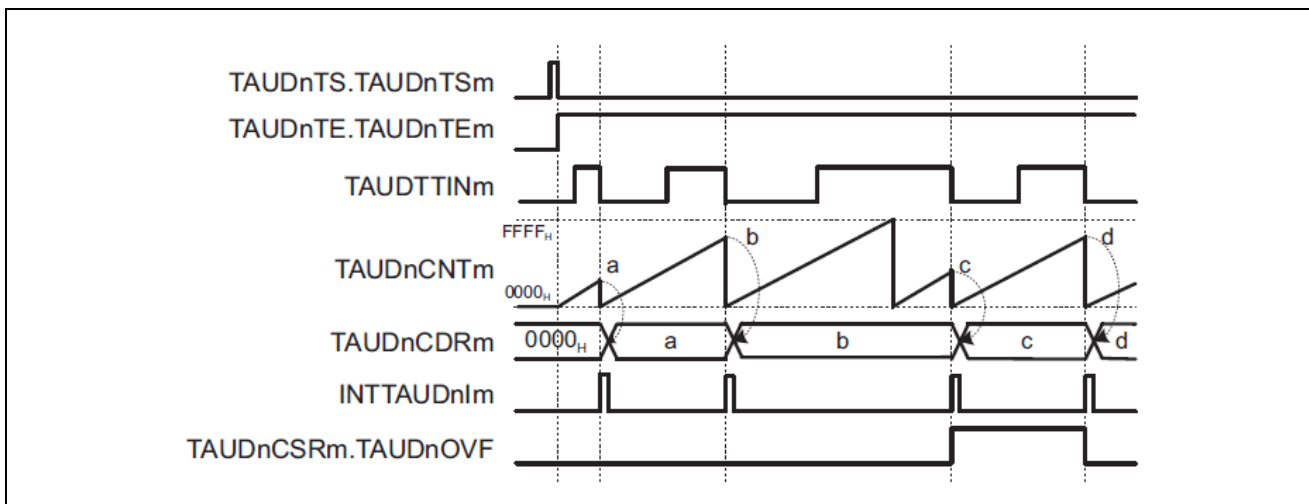 TAUDnTS.TAUDnTSm
TAUDnTE.TAUDnTEm
TAUDTTINm
FFFFH
TAUDnCNTm
0000H
a
b
c
d
TAUDnCDRm
0000H
a
b
c
d
INTTAUDnIm
TAUDnCSRm.TAUDnOVF